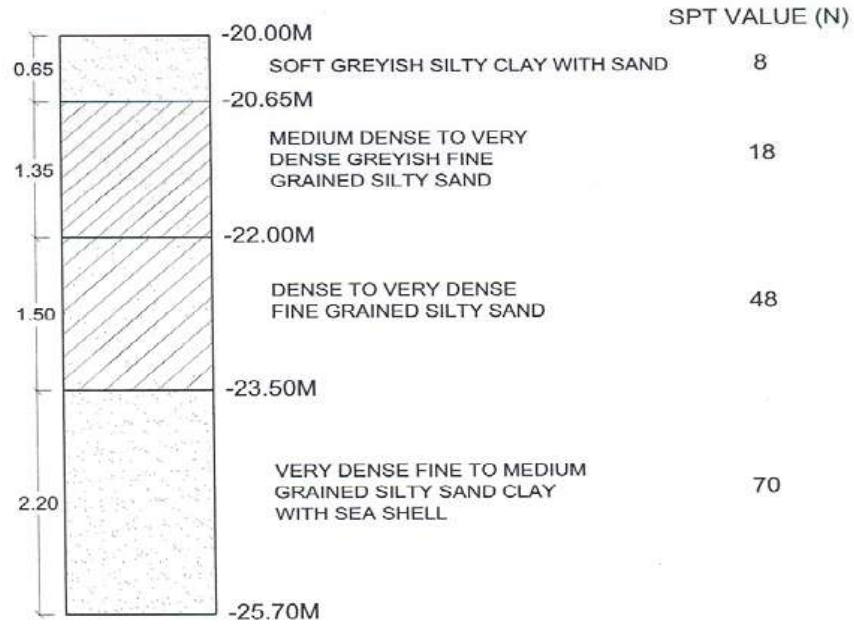 SPT VALUE (N)
-20.00M
0.65
SOFT GREYISH SILTY CLAY WITH SAND
8
-20.65M
1.35
MEDIUM DENSE TO VERY
DENSE GREYISH FINE
GRAINED SILTY SAND
18
-22.00M
1.50
DENSE TO VERY DENSE
FINE GRAINED SILTY SAND
48
-23.50M
2.20
VERY DENSE FINE TO MEDIUM
GRAINED SILTY SAND CLAY
WITH SEA SHELL
70
-25.70M